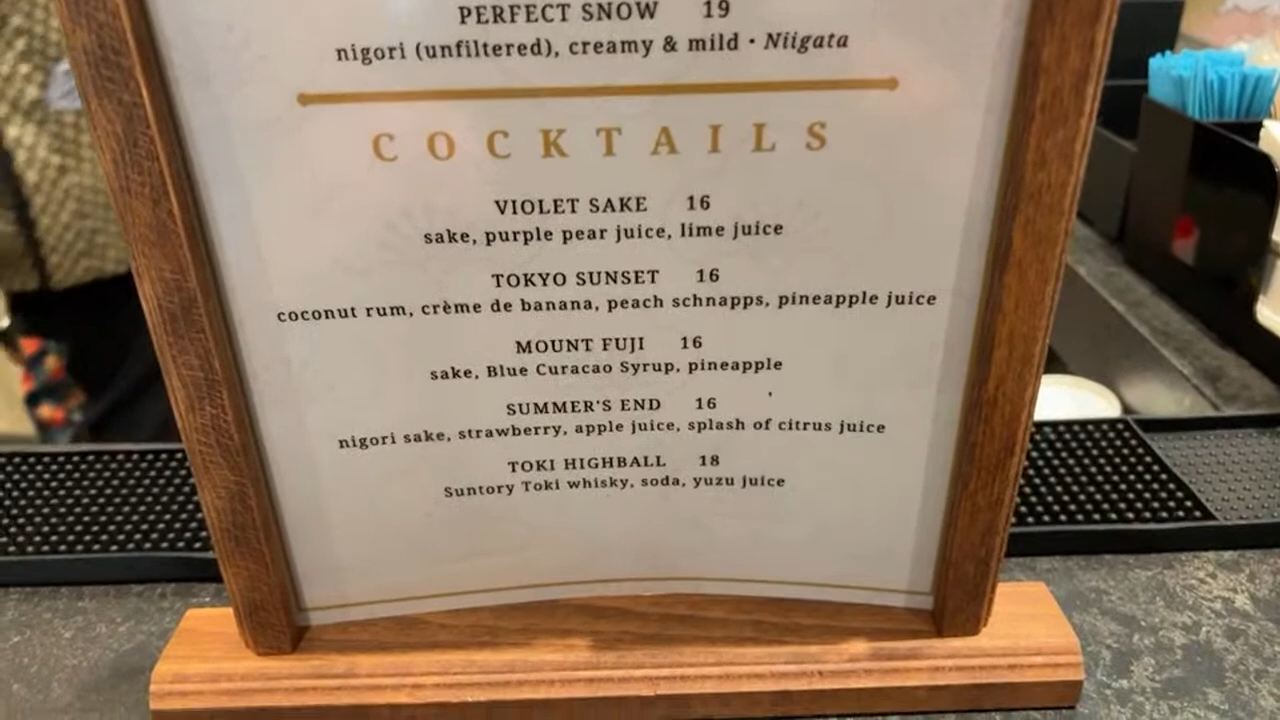 PERFECT SNOW 19
nigori (unfiltered), creamy & mild • Niigata
COCKTAILS
VIOLET SAKE 16
sake, purple pear juice, lime juice
TOKYO SUNSET 16
coconut rum, crème de banana, peach schnapps, pineapple juice
MOUNT FUJI 16
sake, Blue Curacao Syrup, pineapple
SUMMER'S END 16
nigori sake, strawberry, apple juice, splash of citrus juice
TOKI HIGHBALL 18
Suntory Toki whisky, soda, yuzu juice